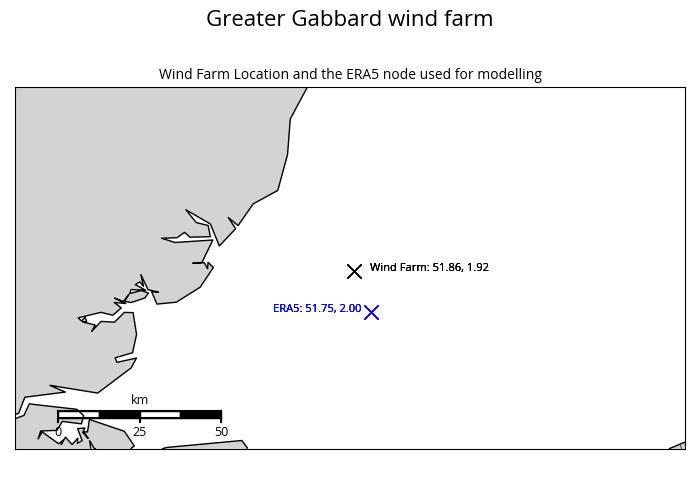 Greater Gabbard wind farm
Wind Farm Location and the ERA5 node used for modelling
Wind Farm: 51.86, 1.92
ERA5: 51.75, 2.00
km
0 25 50